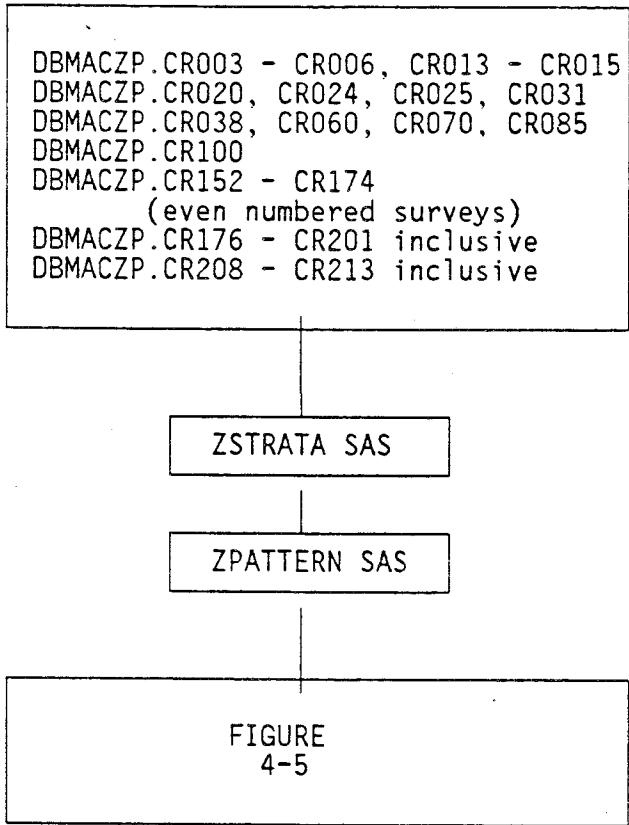 DBMACZP.CR003 - CR006, CR013 - CR015
DBMACZP.CR020, CR024, CR025, CR031
DBMACZP.CR038, CR060, CR070, CR085
DBMACZP.CR100
DBMACZP.CR152 - CR174
(even numbered surveys)
DBMACZP.CR176 - CR201 inclusive
DBMACZP.CR208 - CR213 inclusive
ZSTRATA SAS
ZPATTERN SAS
FIGURE
4-5